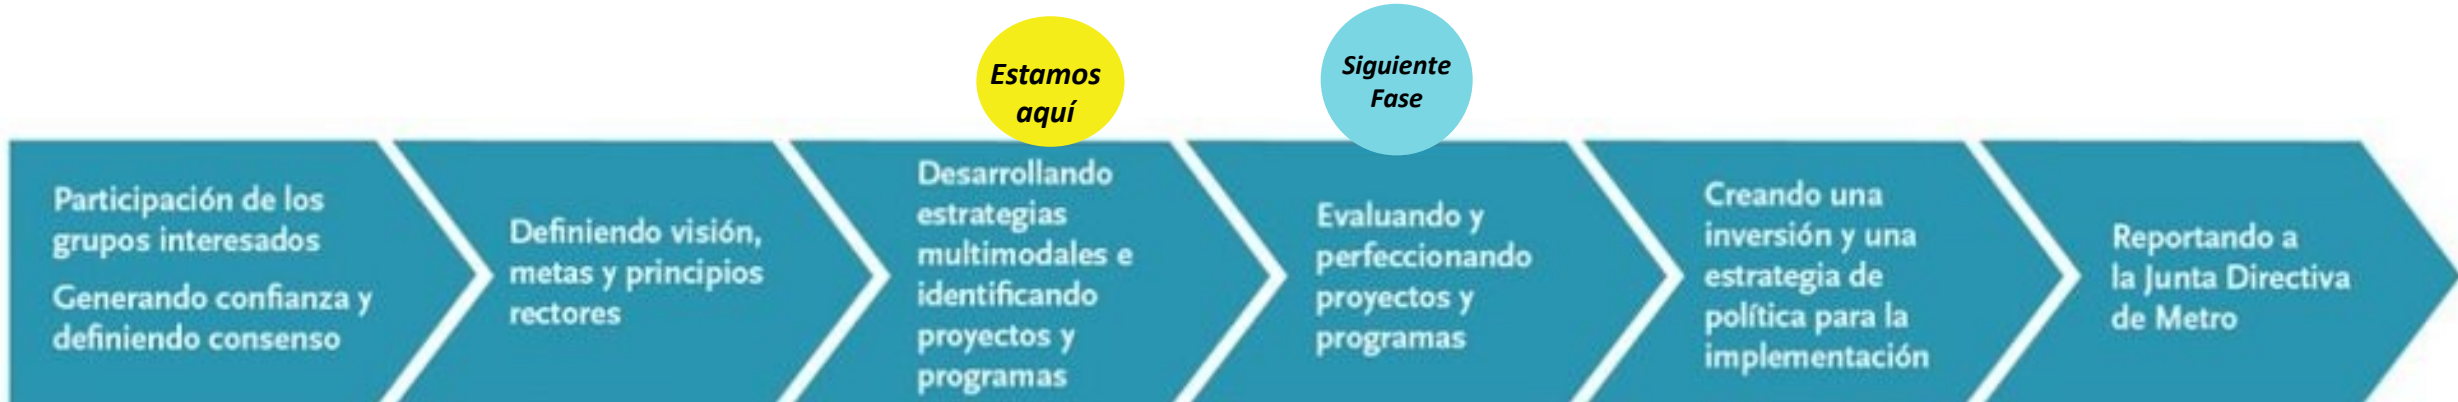 Estamos
aquí
Siguiente
Fase
Participación de los
grupos interesados
Generando confianza y
definiendo consenso
Definiendo visión,
metas y principios
rectores
Desarrollando
estrategias
multimodales e
identificando
proyectos y
programas
Evaluando y
perfeccionando
proyectos y
programas
Creando una
inversión y una
estrategia de
política para la
implementación
Reportando a
la Junta Directiva
de Metro